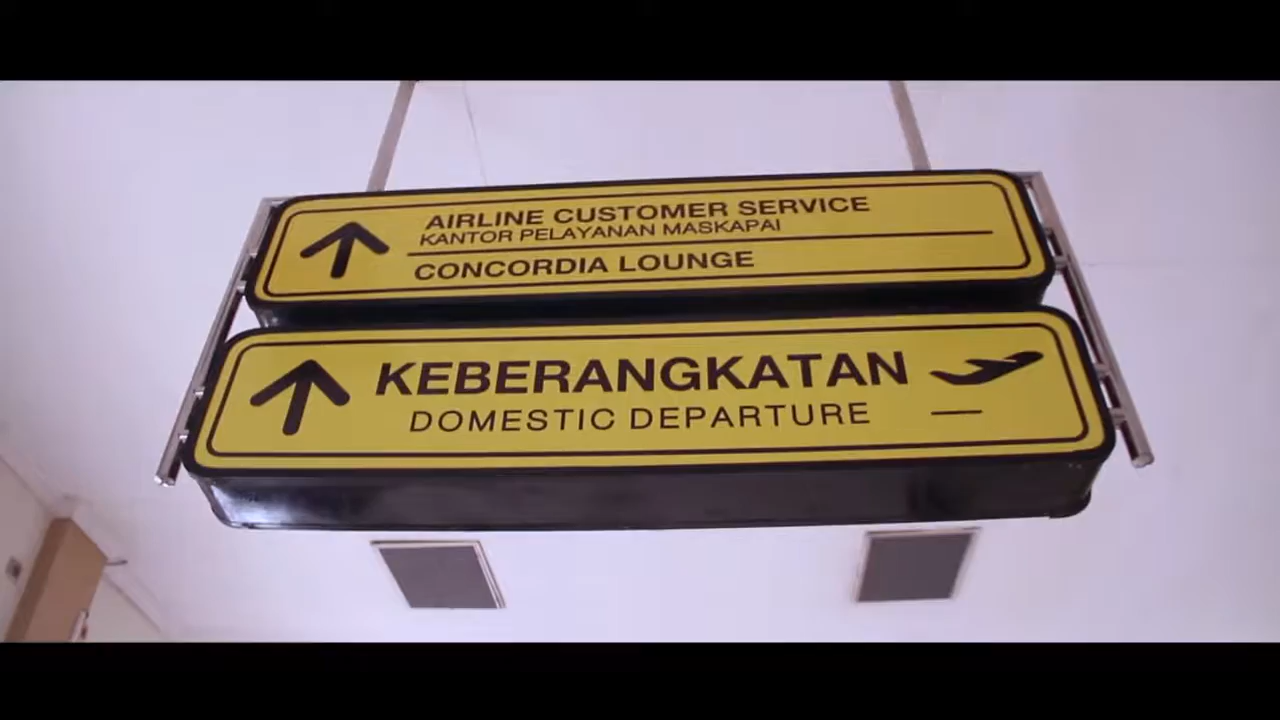 AIRLINE CUSTOMER SERVICE
KANTOR PELAYANAN MASKAPAI
CONCORDIA LOUNGE
KEBERANGKATAN
DOMESTIC DEPARTURE